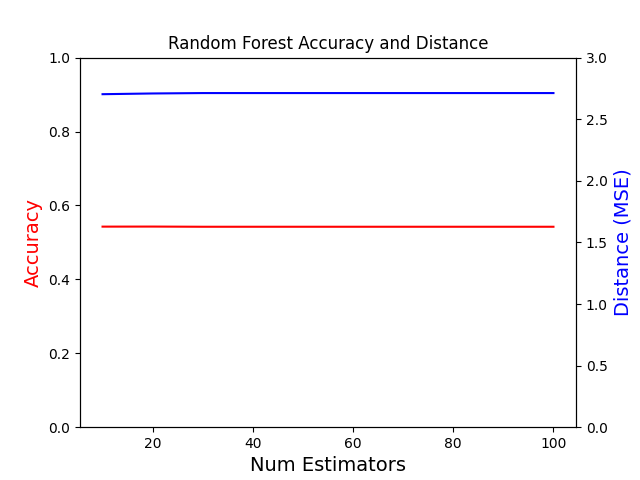 Random Forest Accuracy and Distance
1.0
0.8
0.6
0.4
0.2
0.0
Accuracy
3.0
2.5
2.0
1.5
1.0
0.5
0.0
Distance (MSE)
20 40 60 80 100
Num Estimators